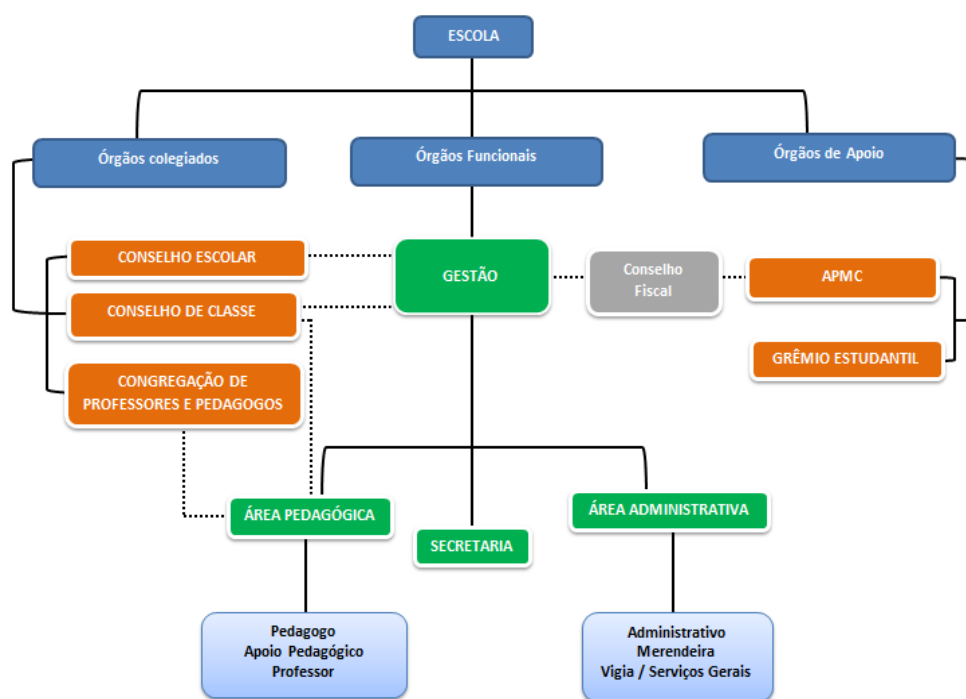 ESCOLA
Órgãos colegiados
Órgãos Funcionais
Órgãos de Apoio
CONSELHO ESCOLAR
GESTÃO
Conselho
Fiscal
APMC
CONSELHO DE CLASSE
GRÊMIO ESTUDANTIL
CONGREGAÇÃO DE
PROFESSORES E PEDAGOGOS
ÁREA PEDAGÓGICA
SECRETARIA
ÁREA ADMINISTRATIVA
Pedagogo
Apoio Pedagógico
Professor
Administrativo
Merendeira
Vigia / Serviços Gerais